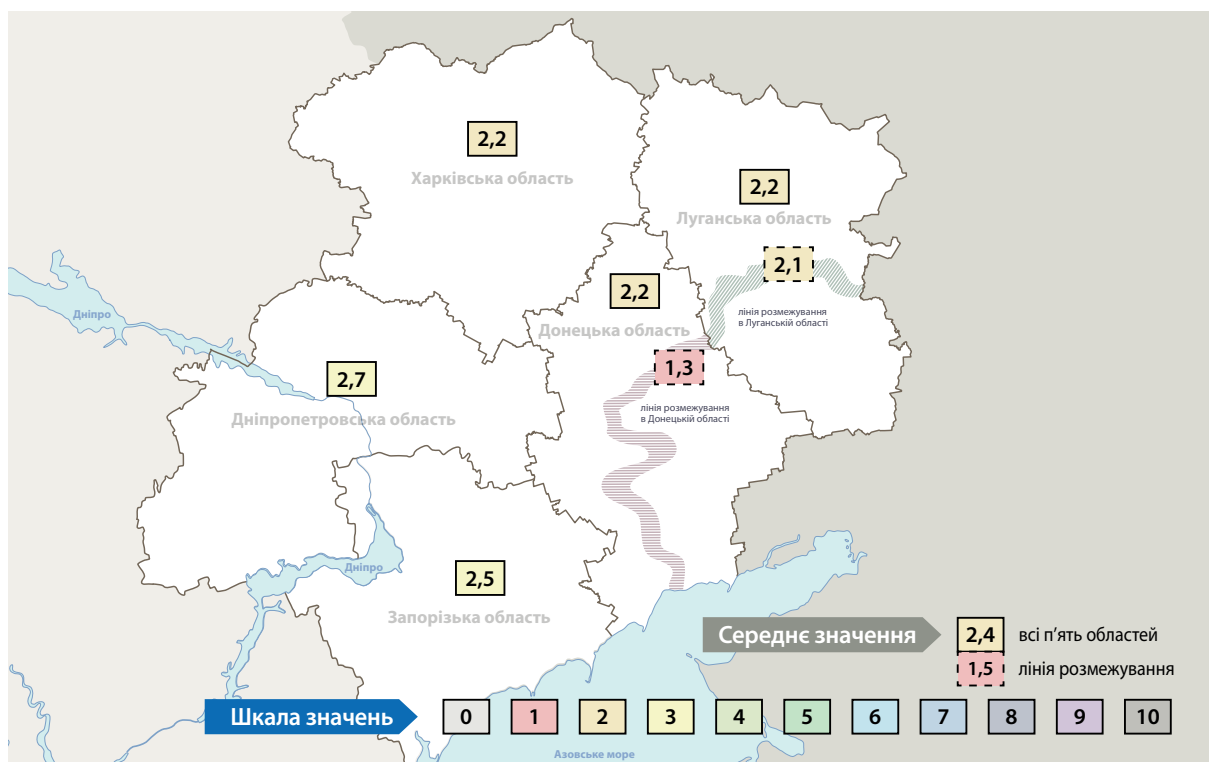 2,2
Харківська область
2,2
Луганська область
2,1
лінія розмежування
в Луганській області
2,2
Донецька область
1,3
лінія розмежування
в Донецькій області
Дніпро
2,7
Дніпропетровська область
Дніпро
2,5
Запорізька область
Середнє значення
2,4
всі п’ять областей
1,5
лінія розмежування
Шкала значень
0 1 2 3 4 5 6 7 8 9 10
Азовське море